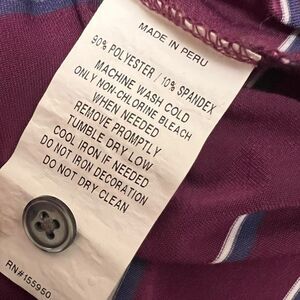 MADE IN PERU
90% POLYESTER / 10% SPANDEX
MACHINE WASH COLD
ONLY NON-CHLORINE BLEACH
WHEN NEEDED
REMOVE PROMPTLY
TUMBLE DRY LOW
COOL IRON IF NEEDED
DO NOT IRON DECORATION
DO NOT DRY CLEAN
RN#155950